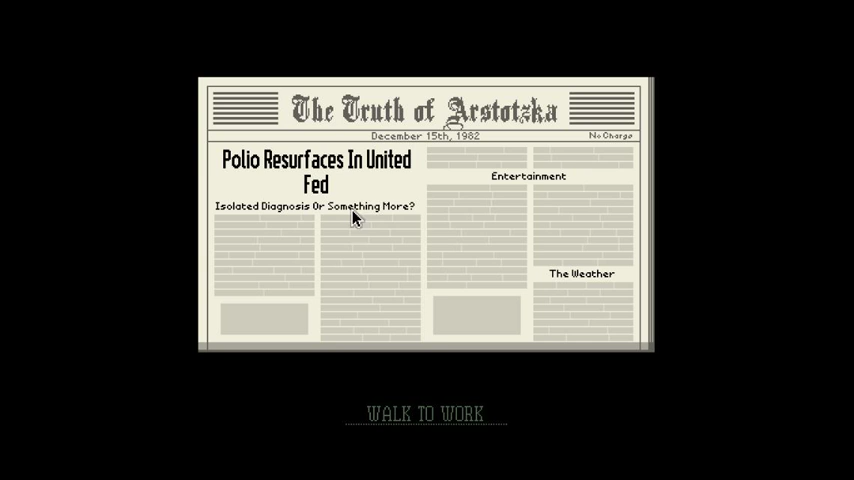 The Truth of Arstotzka
December 15th, 1982
No Charge
Polio Resurfaces In United
Fed
Isolated Diagnosis Or Something More?
Entertainment
The Weather
WALK TO WORK